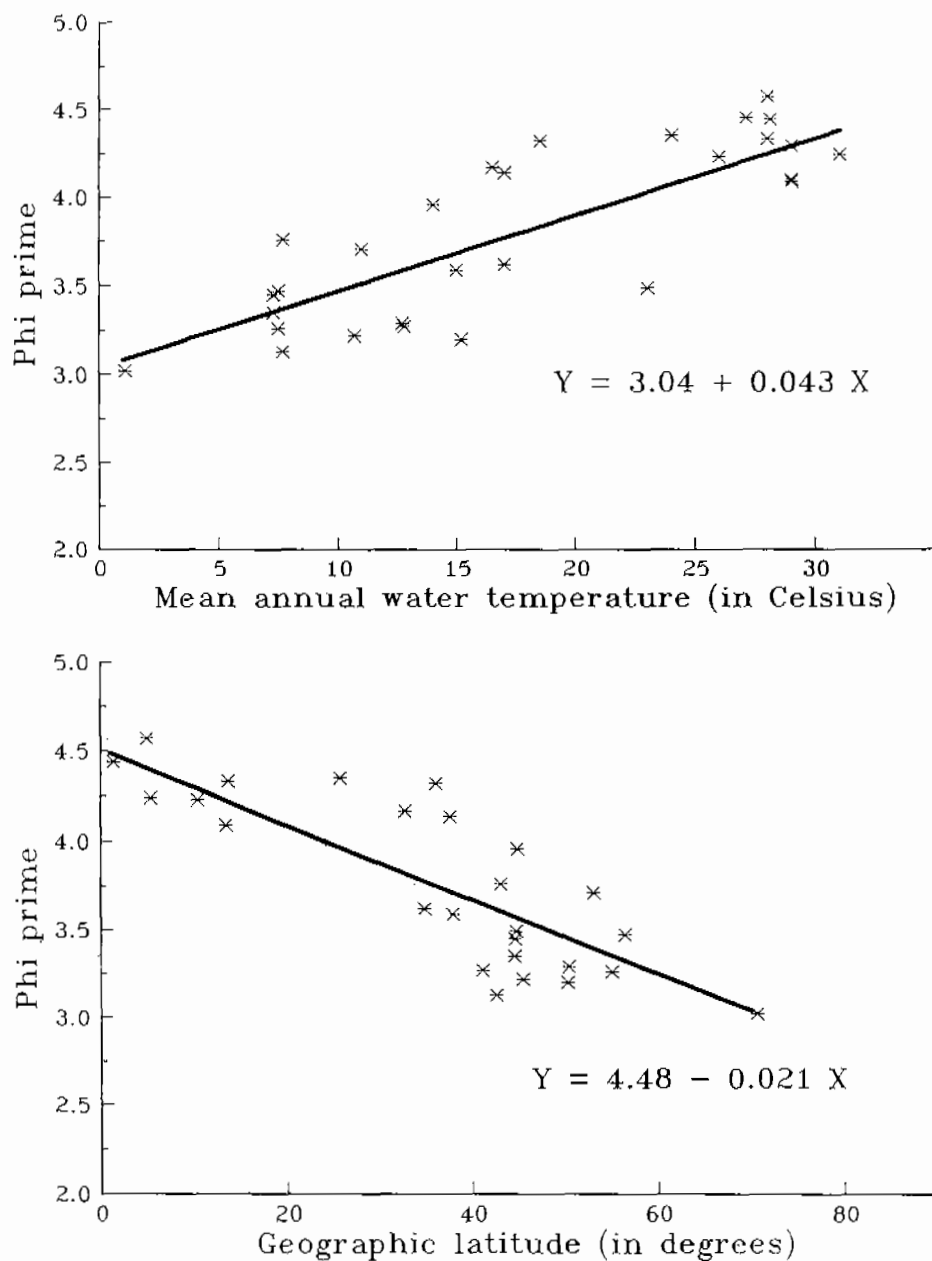 5.0
4.5
4.0
3.5
3.0
2.5
2.0
Phi prime
Y = 3.04 + 0.043 X
0 5 10 15 20 25 30
Mean annual water temperature (in Celsius)
5.0
4.5
4.0
3.5
3.0
2.5
2.0
Phi prime
Y = 4.48 − 0.021 X
0 20 40 60 80
Geographic latitude (in degrees)